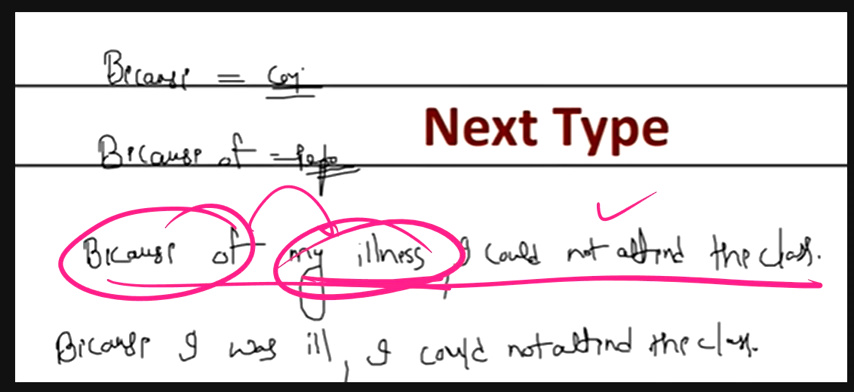 Because = Conj
Next Type
Because of = Prep
Because of my illness, I could not attend the class.
Because I was ill, I could not attend the class.